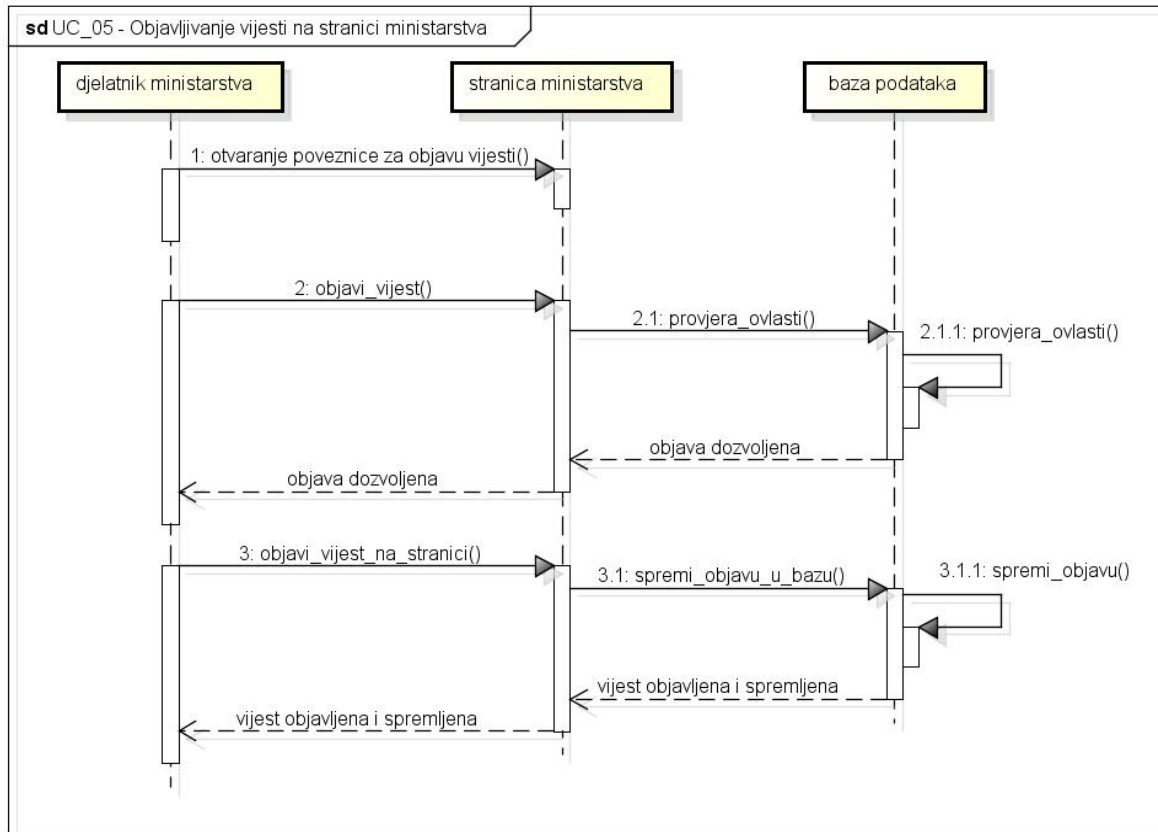 sd UC_05 - Objavljivanje vijesti na stranici ministarstva
djelatnik ministarstva
stranica ministarstva
baza podataka
1: otvaranje poveznice za objavu vijesti()
2: objavi_vijest()
2.1: provjera_ovlasti()
2.1.1: provjera_ovlasti()
objava dozvoljena
objava dozvoljena
3: objavi_vijest_na_stranici()
3.1: spremi_objavu_u_bazu()
3.1.1: spremi_objavu()
vijest objavljena i spremljena
vijest objavljena i spremljena